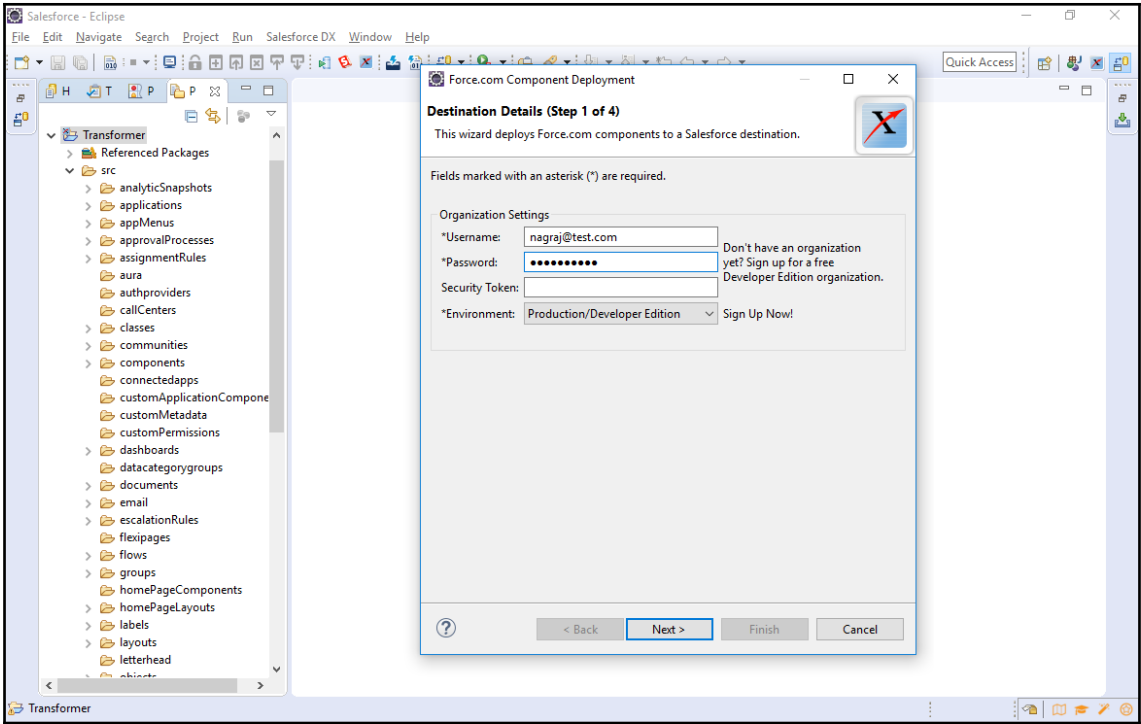 Salesforce - Eclipse
File Edit Navigate Search Project Run Salesforce DX Window Help
Quick Access
H T P P
Transformer
Referenced Packages
src
analyticSnapshots
applications
appMenus
approvalProcesses
assignmentRules
aura
authproviders
callCenters
classes
communities
components
connectedapps
customApplicationCompone
customMetadata
customPermissions
dashboards
datacategorygroups
documents
email
escalationRules
flexipages
flows
groups
homePageComponents
homePageLayouts
labels
layouts
letterhead
objects
Transformer
Force.com Component Deployment
Destination Details (Step 1 of 4)
This wizard deploys Force.com components to a Salesforce destination.
X
Fields marked with an asterisk (*) are required.
Organization Settings
*Username: nagraj@test.com
*Password: ●●●●●●●●●●
Security Token:
*Environment: Production/Developer Edition
Don't have an organization
yet? Sign up for a free
Developer Edition organization.
Sign Up Now!
? < Back Next > Finish Cancel